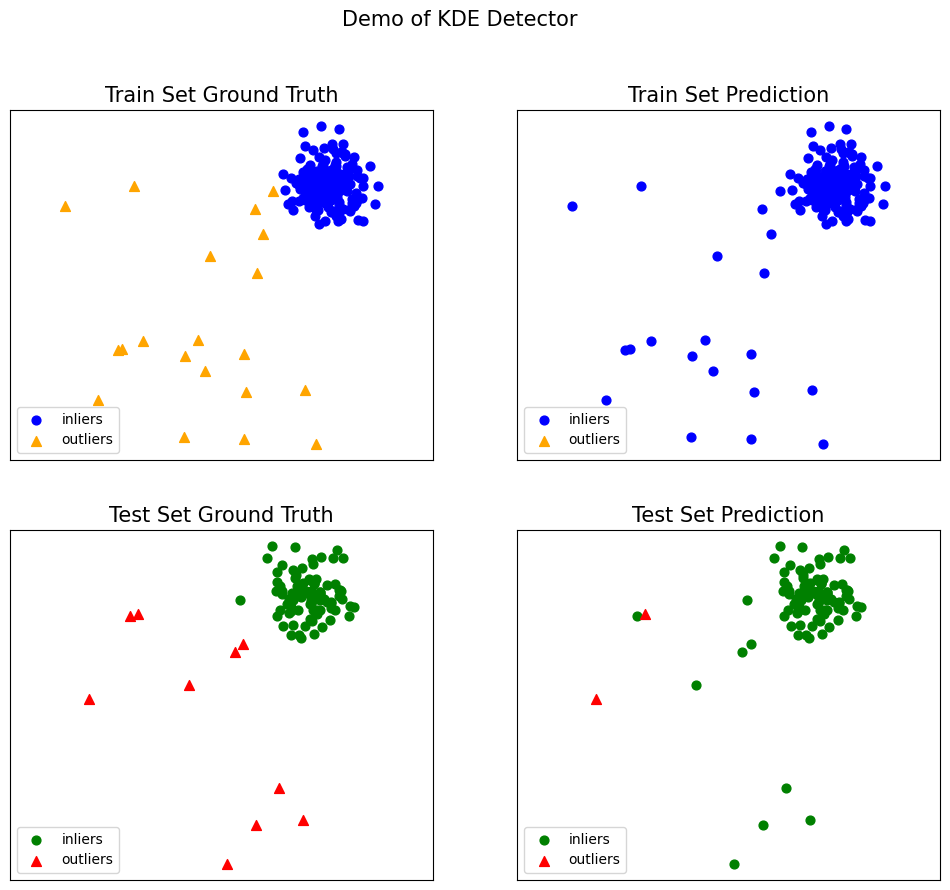 Demo of KDE Detector
Train Set Ground Truth
Train Set Prediction
inliers
outliers
inliers
outliers
Test Set Ground Truth
Test Set Prediction
inliers
outliers
inliers
outliers